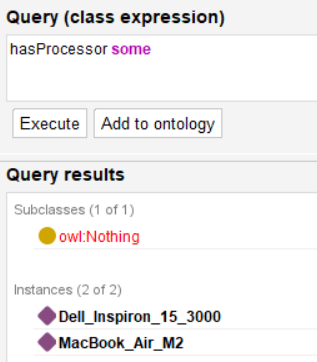 Query (class expression)
hasProcessor some
Execute Add to ontology
Query results
Subclasses (1 of 1)
owl:Nothing
Instances (2 of 2)
Dell_Inspiron_15_3000
MacBook_Air_M2